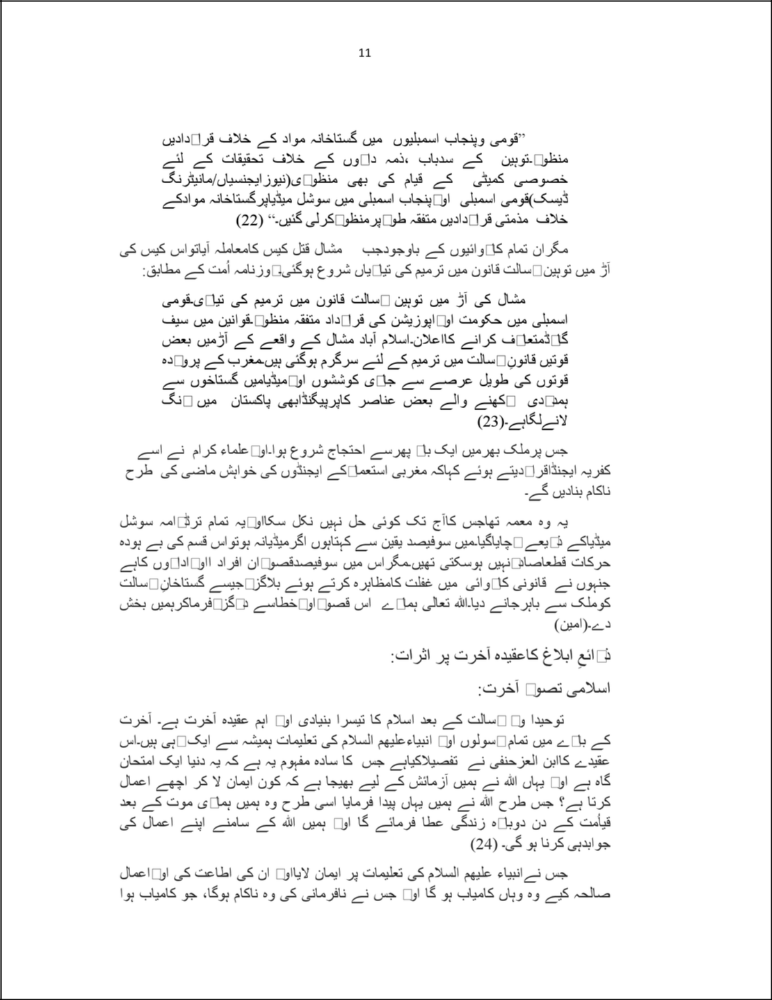 11
”قومی وپنجاب اسمبلیوں میں گستاخانہ مواد کے خلاف قرا□دادیں
منظو□۔توہین کے سدباب ،ذمہ دا□وں کے خلاف تحقیقات کے لئے
خصوصی کمیٹی کے قیام کی بھی منظو□ی(نیوزایجنسیاں/مانیٹرنگ
ڈیسک)قومی اسمبلی او□پنجاب اسمبلی میں سوشل میڈیاپرگستاخانہ موادکے
خلاف مذمتی قرا□دادیں متفقہ طو□پرمنظو□کرلی گئیں۔“ (22)
مگران تمام کا□وائیوں کے باوجودجب مشال قتل کیس کامعاملہ آیاتواس کیس کی
آڑ میں توہین□سالت قانون میں ترمیم کی تیا□یاں شروع ہوگئی۔□وزنامہ اُمت کے مطابق:
مشال کی آڑ میں توہین □سالت قانون میں ترمیم کی تیا□ی۔قومی
اسمبلی میں حکومت او□اپوزیشن کی قرا□داد متفقہ منظو□۔قوانین میں سیف
گا□ڈمتعا□ف کرانے کااعلان۔اسلام آباد مشال کے واقعے کے آڑمیں بعض
قوتیں قانونِ□سالت میں ترمیم کے لئے سرگرم ہوگئی ہیں۔مغرب کے پرو□دہ
قوتوں کی طویل عرصے سے جا□ی کوششوں او□میڈیامیں گستاخوں سے
ہمد□دی □کھنے والے بعض عناصر کاپرپیگنڈابھی پاکستان میں □نگ
لانےلگاہے۔(23)
جس پرملک بھرمیں ایک با□ پھرسے احتجاج شروع ہوا۔او□علماء کرام نے اسے
کفریہ ایجنڈاقرا□دیتے ہوئے کہاکہ مغربی استعما□کے ایجنڈوں کی خواہش ماضی کی طرح
ناکام بنادیں گے۔
یہ وہ معمہ تھاجس کاآج تک کوئی حل نہیں نکل سکااو□یہ تمام ترڈ□امہ سوشل
میڈیاکے ذ□یعے□چایاگیا۔میں سوفیصد یقین سے کہتاہوں اگرمیڈیانہ ہوتواس قسم کی بے ہودہ
حرکات قطعاصاد□نہیں ہوسکتی تھیں۔مگراس میں سوفیصدقصو□ان افراد ااو□ادا□وں کاہے
جنہوں نے قانونی کا□وائی میں غفلت کامظاہرہ کرتے ہوئے بلاگرز□جیسے گستاخانِ□سالت
کوملک سے باہرجانے دیا۔اللہ تعالی ہما□ے اس قصو□او□خطاسے د□گز□فرماکرہمیں بخش
دے۔(امین)
ذ□ائعِ ابلاغ کاعقیدہ آخرت پر اثرات:
اسلامی تصو□ آخرت:
توحیدا و□ □سالت کے بعد اسلام کا تیسرا بنیادی او□ اہم عقیدہ آخرت ہے۔ آخرت
کے با□ے میں تمام□سولوں او□ انبیاءعلیھم السلام کی تعلیمات ہمیشہ سے ایک□ہی ہیں۔اس
عقیدے کاابن العزحنفی نے تفصیلاکیاہے جس کا سادہ مفہوم یہ ہے کہ یہ دنیا ایک امتحان
گاہ ہے او□ یہاں اللہ نے ہمیں آزمائش کے لیے بھیجا ہے کہ کون ایمان لا کر اچھے اعمال
کرتا ہے؟ جس طرح اللہ نے ہمیں یہاں پیدا فرمایا اسی طرح وہ ہمیں ہما□ی موت کے بعد
قیأمت کے دن دوبا□ہ زندگی عطا فرمائے گا او□ ہمیں اللہ کے سامنے اپنے اعمال کی
جوابدہی کرنا ہو گی۔ (24)
جس نےانبیاء علیھم السلام کی تعلیمات پر ایمان لایااو□ ان کی اطاعت کی او□اعمال
صالحہ کیے وہ وہاں کامیاب ہو گا او□ جس نے نافرمانی کی وہ ناکام ہوگا، جو کامیاب ہوا